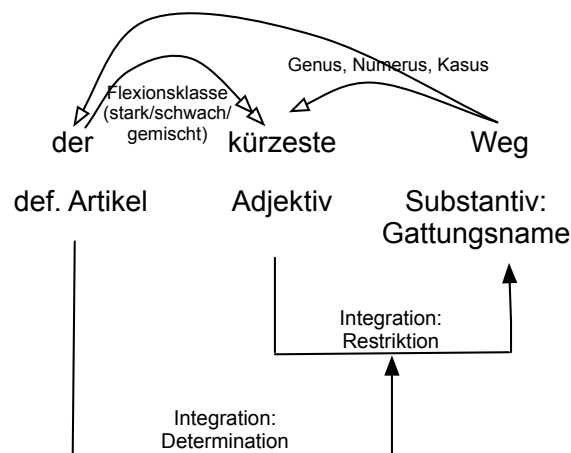 Genus, Numerus, Kasus
Flexionsklasse
(stark/schwach/
gemischt)
der kürzeste Weg
def. Artikel Adjektiv Substantiv:
Gattungsname
Integration:
Restriktion
Integration:
Determination